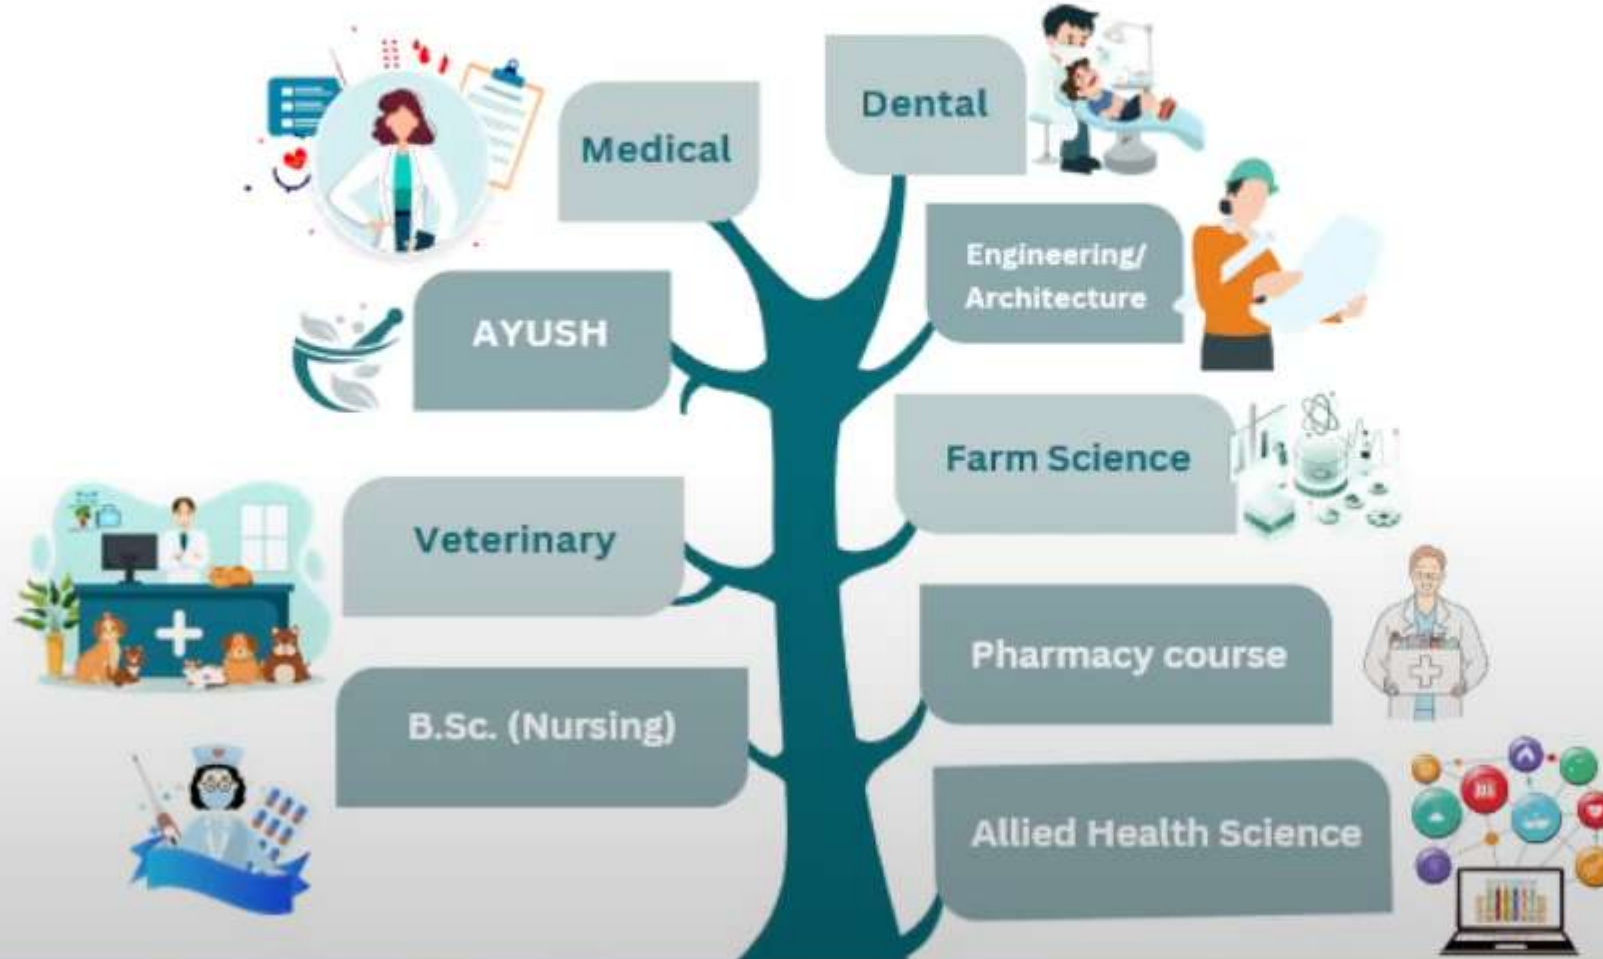 Medical
Dental
Engineering/
Architecture
AYUSH
Farm Science
Veterinary
Pharmacy course
B.Sc. (Nursing)
Allied Health Science